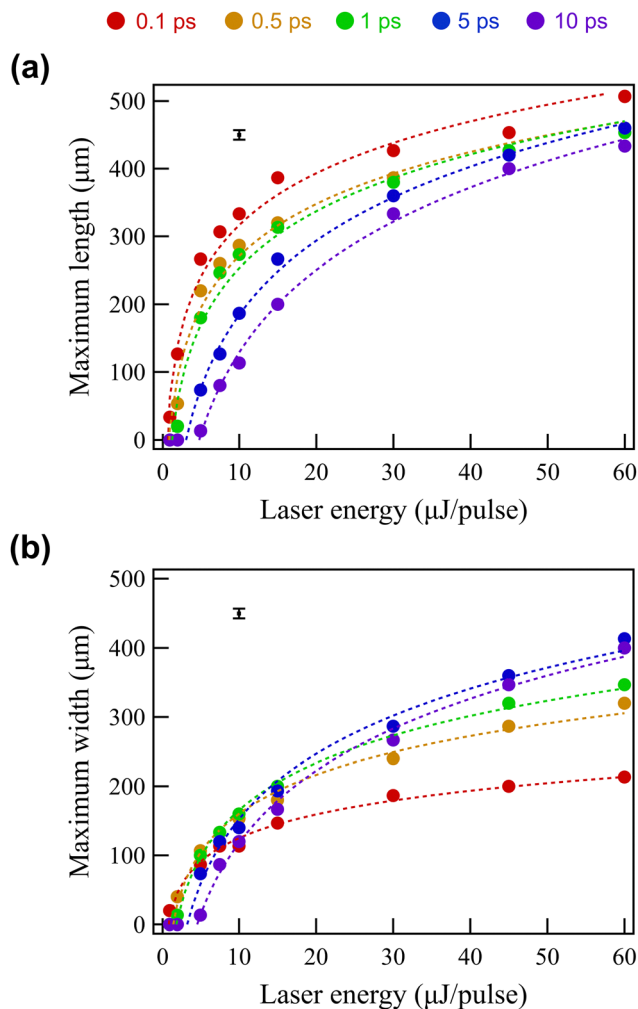 0.1 ps 0.5 ps 1 ps 5 ps 10 ps
(a)
500
400
300
200
100
0
Maximum length (μm)
0 10 20 30 40 50 60
Laser energy (μJ/pulse)
(b)
500
400
300
200
100
0
Maximum width (μm)
0 10 20 30 40 50 60
Laser energy (μJ/pulse)